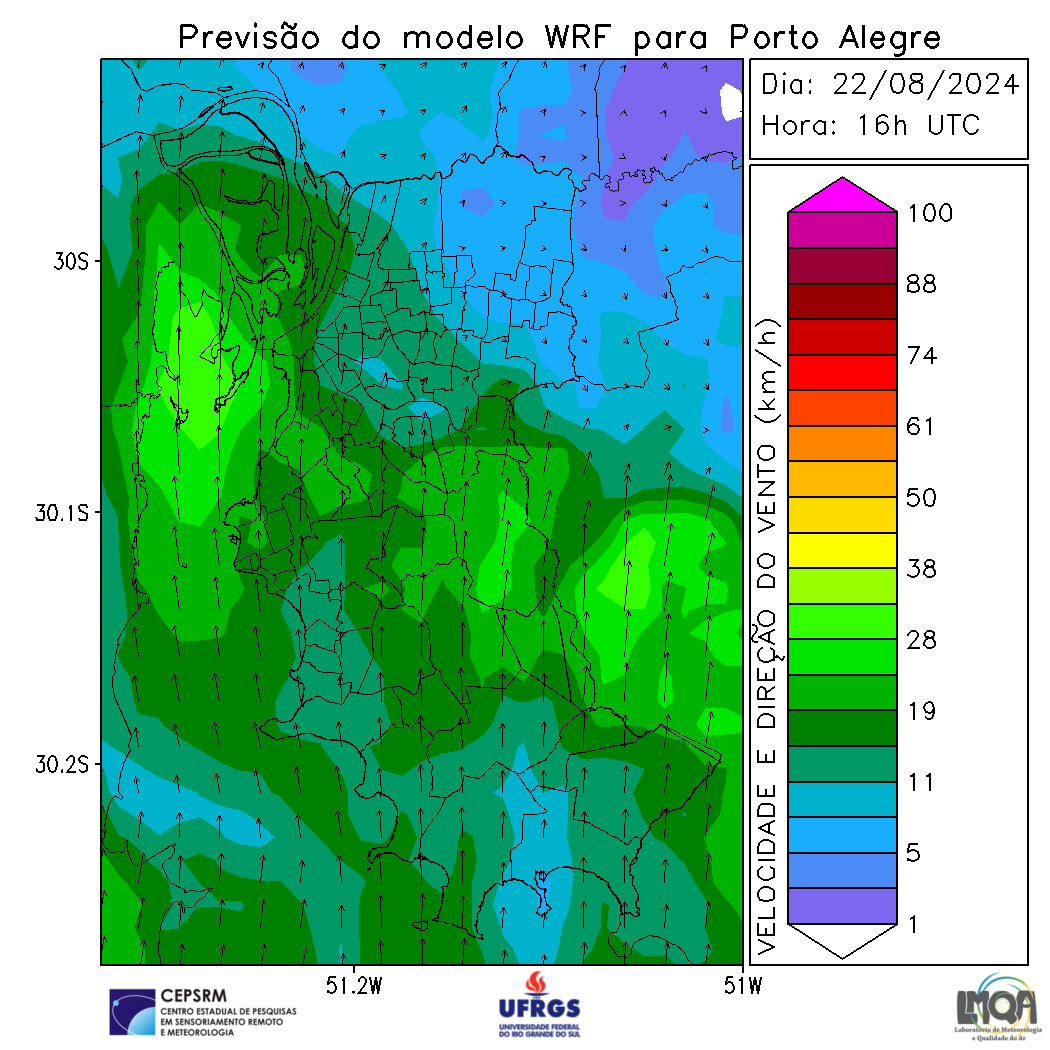 Previsão do modelo WRF para Porto Alegre
Dia: 22/08/2024
Hora: 16h UTC
30S
30.1S
30.2S
51.2W
51W
VELOCIDADE E DIREÇÃO DO VENTO (km/h)
100
88
74
61
50
38
28
19
11
5
1
CEPSRM
CENTRO ESTADUAL DE PESQUISAS
EM SENSORIAMENTO REMOTO
E METEOROLOGIA
UFRGS
UNIVERSIDADE FEDERAL
DO RIO GRANDE DO SUL
LMQA
Laboratório de Meteorologia
e Qualidade do Ar